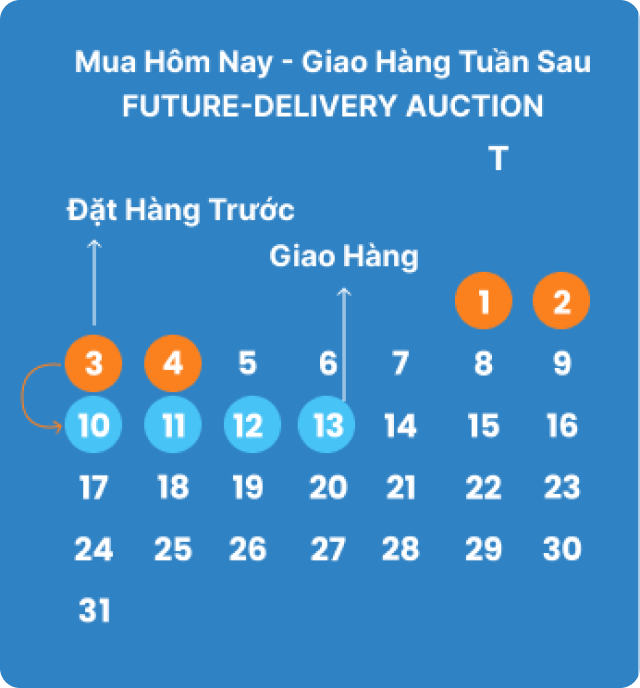 Mua Hôm Nay - Giao Hàng Tuần Sau
FUTURE-DELIVERY AUCTION
T
Đặt Hàng Trước
Giao Hàng
1 2
3 4 5 6 7 8 9
10 11 12 13 14 15 16
17 18 19 20 21 22 23
24 25 26 27 28 29 30
31